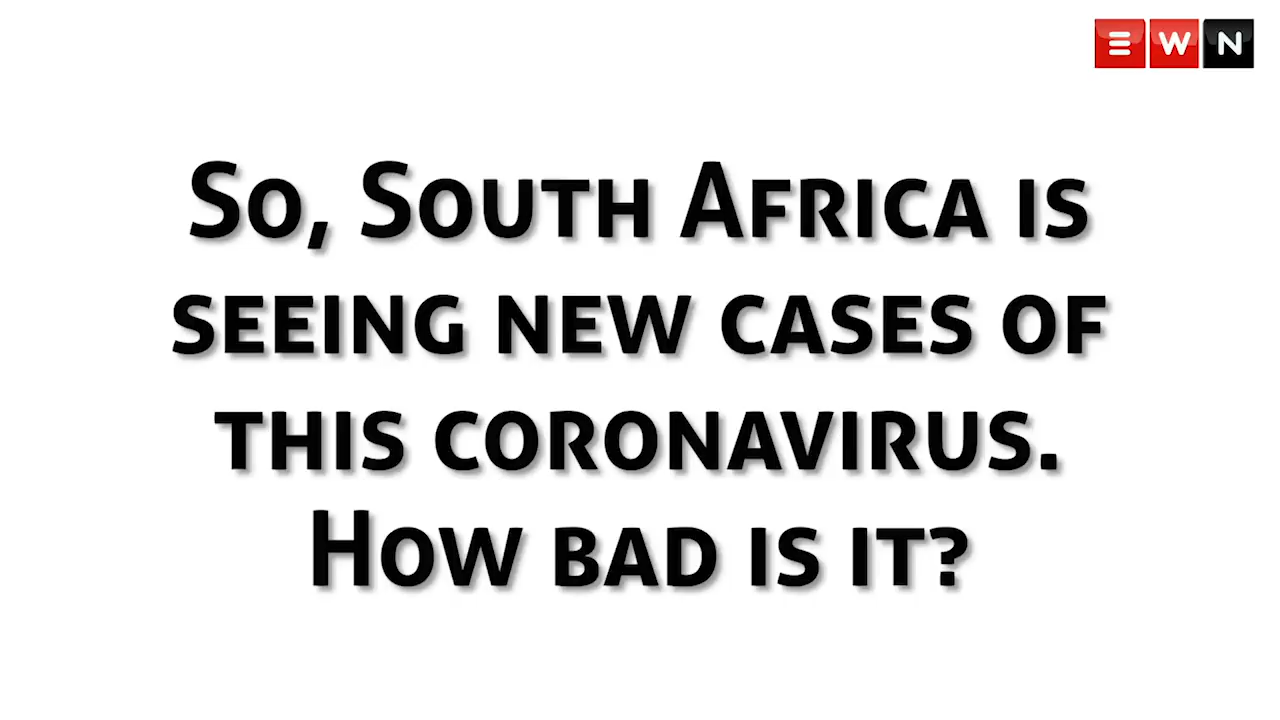 EWN
So, South Africa is
seeing new cases of
this coronavirus.
How bad is it?